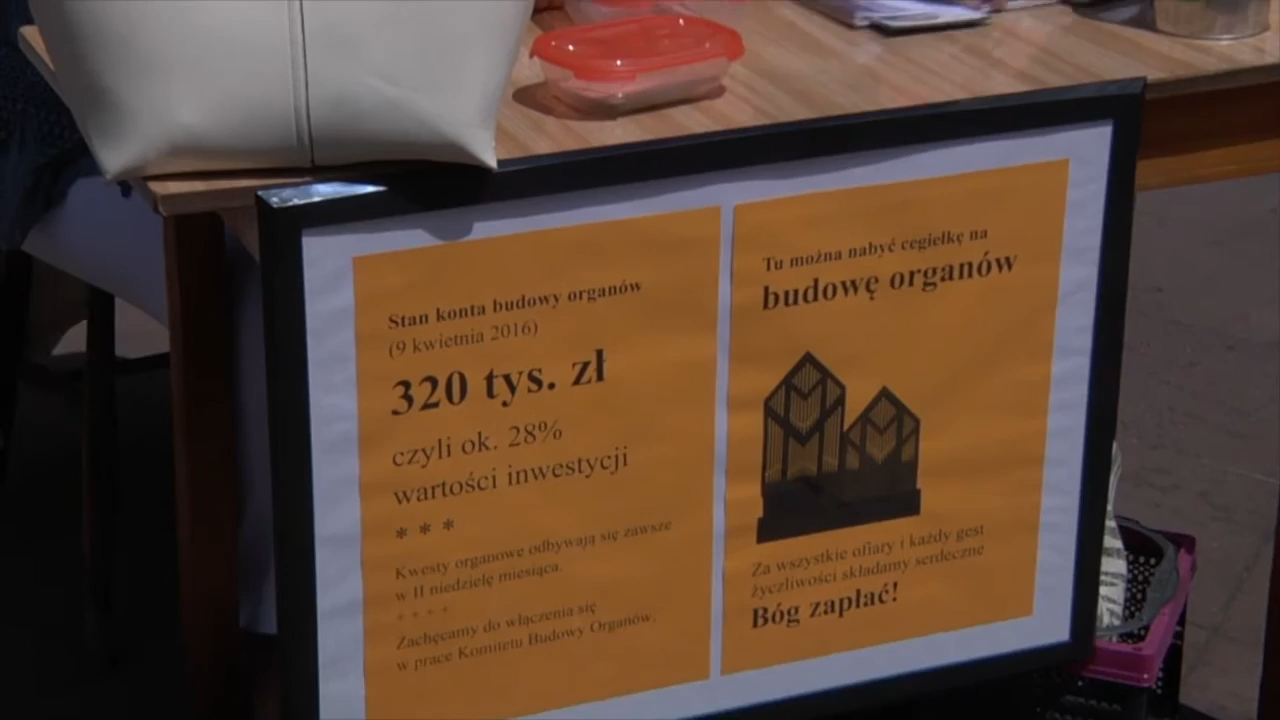 Stan konta budowy organów
(9 kwietnia 2016)
320 tys. zł
czyli ok. 28%
wartości inwestycji
* * *
Kwesty organowe odbywają się zawsze
w II niedzielę miesiąca.
++++
Zachęcamy do włączenia się
w prace Komitetu Budowy Organów.
Tu można nabyć cegiełkę na
budowę organów
Za wszystkie ofiary i każdy gest
życzliwości składamy serdeczne
Bóg zapłać!